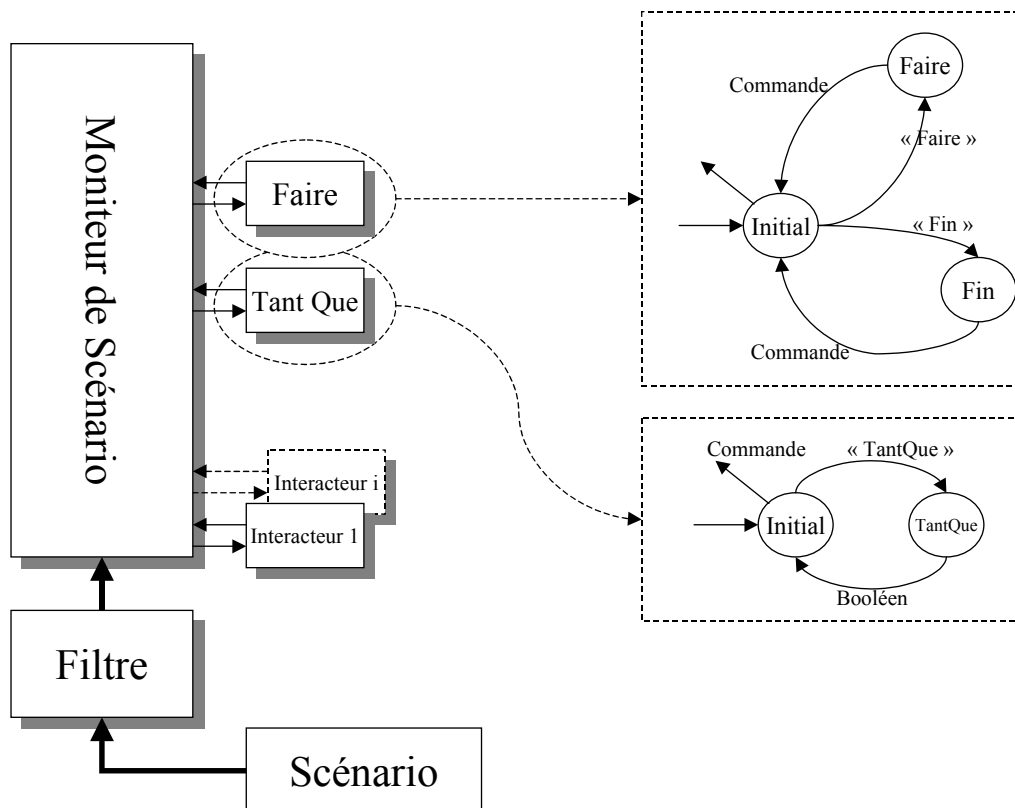 Moniteur de Scénario
Faire
Tant Que
Interacteur i
Interacteur 1
Filtre
Scénario
Faire
Commande
« Faire »
Initial
« Fin »
Fin
Commande
Commande
« TantQue »
Initial
TantQue
Booléen